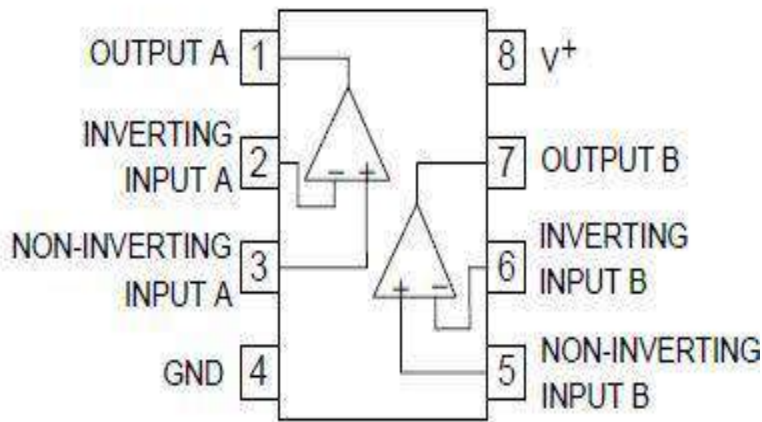 OUTPUT A 1
8 V+
INVERTING
INPUT A 2
7 OUTPUT B
NON-INVERTING
INPUT A 3
6 INVERTING
INPUT B
GND 4
5 NON-INVERTING
INPUT B
- +
+ -